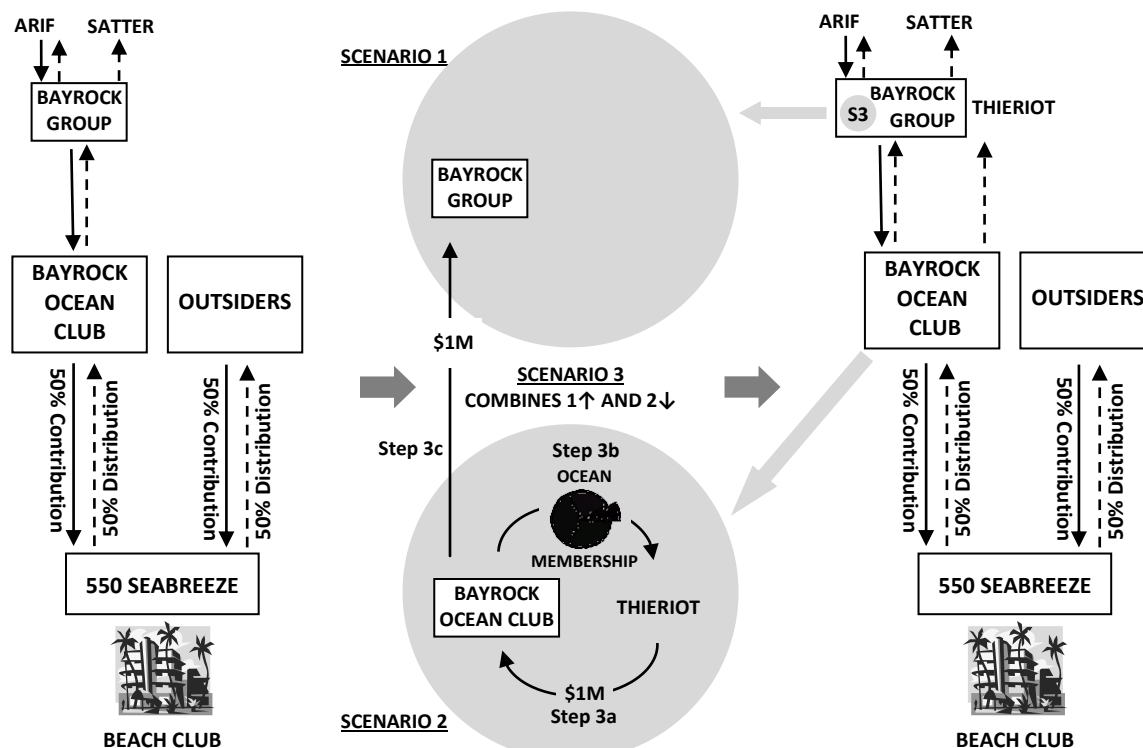 ARIF
SATTER
BAYROCK
GROUP
BAYROCK
OCEAN
CLUB
OUTSIDERS
50% Contribution
50% Distribution
50% Contribution
50% Distribution
550 SEABREEZE
BEACH CLUB
SCENARIO 1
BAYROCK
GROUP
$1M
SCENARIO 3
COMBINES 1↑ AND 2↓
Step 3c
Step 3b
OCEAN
MEMBERSHIP
BAYROCK
OCEAN CLUB
THIERIOT
$1M
Step 3a
SCENARIO 2
ARIF
SATTER
S3
BAYROCK
GROUP
THIERIOT
BAYROCK
OCEAN
CLUB
OUTSIDERS
50% Contribution
50% Distribution
50% Contribution
50% Distribution
550 SEABREEZE
BEACH CLUB